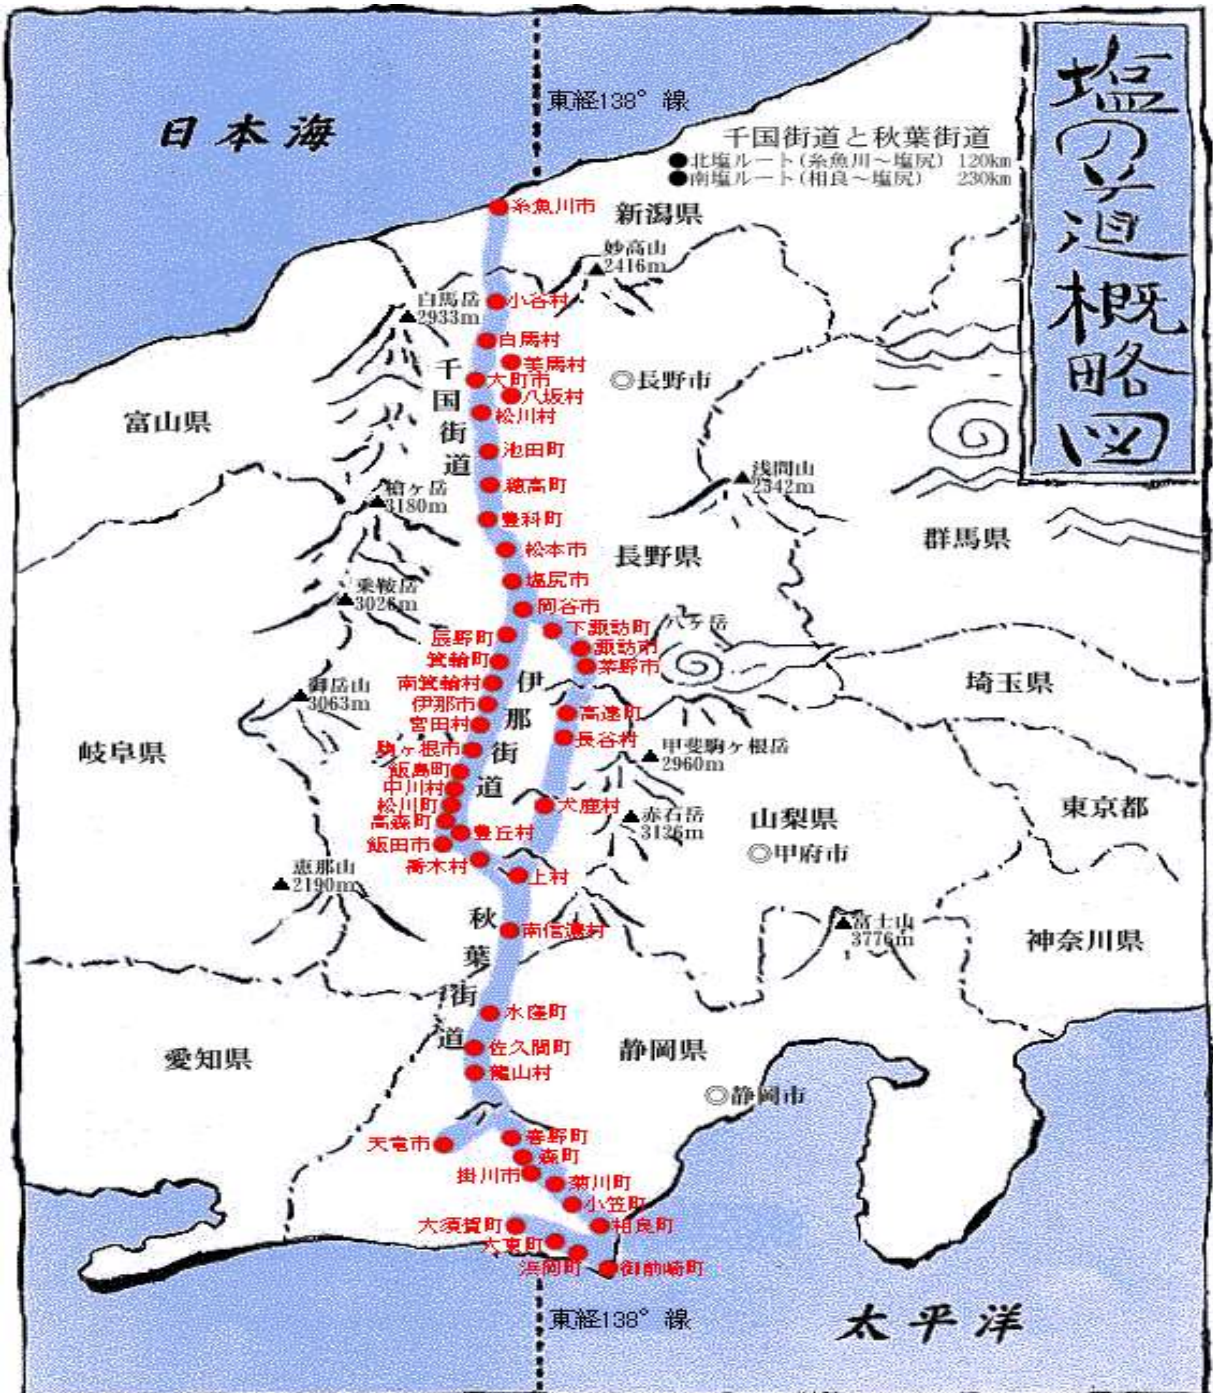 塩の道概略図
東経138°線
日本海
千国街道と秋葉街道
●北塩ルート(糸魚川～塩尻) 120km
●南塩ルート(相良～塩尻) 230km
糸魚川市
新潟県
妙高山
2416m
白馬岳
2933m
小谷村
白馬村
美馬村
千国街道
大町市
長野市
八坂村
松川村
富山県
池田町
浅間山
2342m
槍ヶ岳
3180m
穂高町
豊科町
群馬県
松本市
長野県
塩尻市
乗鞍岳
3026m
岡谷市
下諏訪町
八ヶ岳
辰野町
諏訪市
箕輪町
茅野市
伊那街道
南箕輪村
埼玉県
御岳山
3063m
伊那市
高遠町
宮田村
長谷村
岐阜県
駒ヶ根市
甲斐駒ヶ根岳
2960m
飯島町
中川村
松川町
犬鹿村
東京都
赤石岳
3126m
山梨県
高森町
豊丘村
飯田市
甲府市
喬木村
恵那山
2190m
上村
秋葉街道
南信濃村
富士山
3776m
神奈川県
水窪町
愛知県
佐久間町
静岡県
龍山村
静岡市
天竜市
春野町
森町
掛川市
菊川町
小笠町
大須賀町
相良町
大東町
浜岡町
御前崎町
東経138°線
太平洋